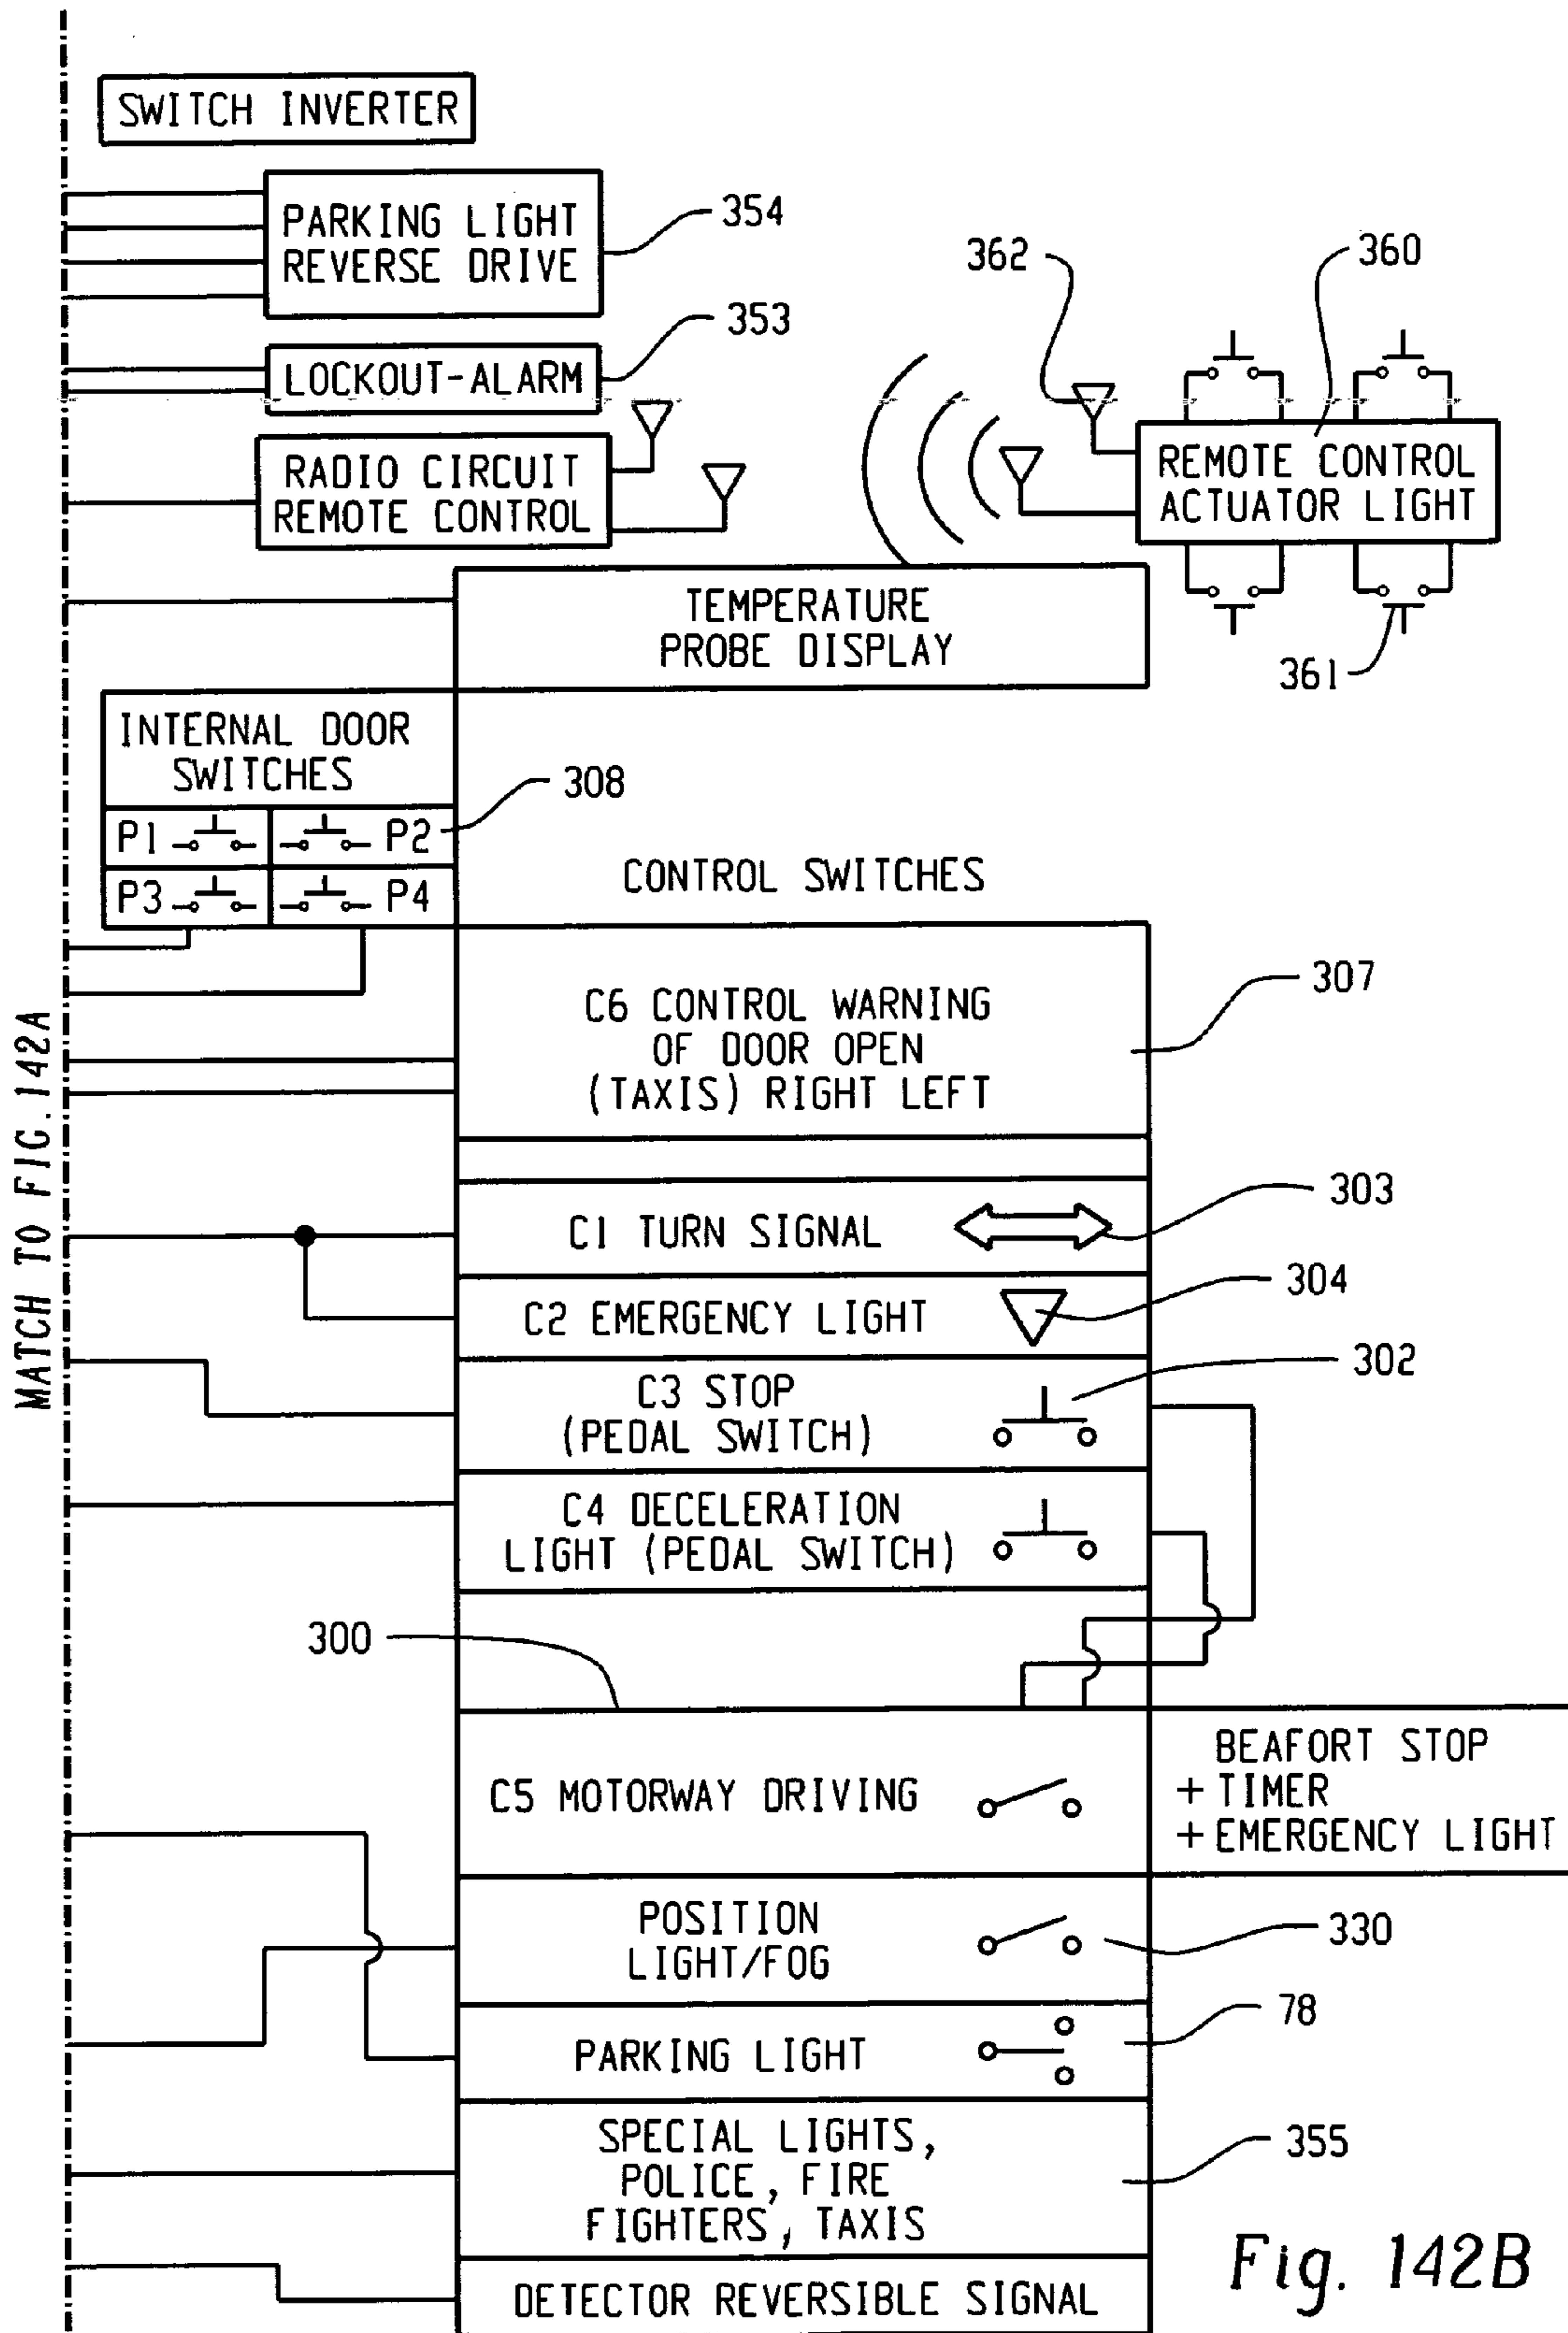 SWITCH INVERTER
PARKING LIGHT
REVERSE DRIVE
354
LOCKOUT-ALARM
353
RADIO CIRCUIT
REMOTE CONTROL
362
360
REMOTE CONTROL
ACTUATOR LIGHT
361
TEMPERATURE
PROBE DISPLAY
INTERNAL DOOR
SWITCHES
308
P1
P2
P3
P4
CONTROL SWITCHES
MATCH TO FIG.142A
C6 CONTROL WARNING
OF DOOR OPEN
(TAXIS) RIGHT LEFT
307
C1 TURN SIGNAL
303
C2 EMERGENCY LIGHT
304
C3 STOP
(PEDAL SWITCH)
302
C4 DECELERATION
LIGHT (PEDAL SWITCH)
300
C5 MOTORWAY DRIVING
BEAFORT STOP
+ TIMER
+ EMERGENCY LIGHT
POSITION
LIGHT/FOG
330
PARKING LIGHT
78
SPECIAL LIGHTS,
POLICE, FIRE
FIGHTERS, TAXIS
355
DETECTOR REVERSIBLE SIGNAL
Fig. 142B